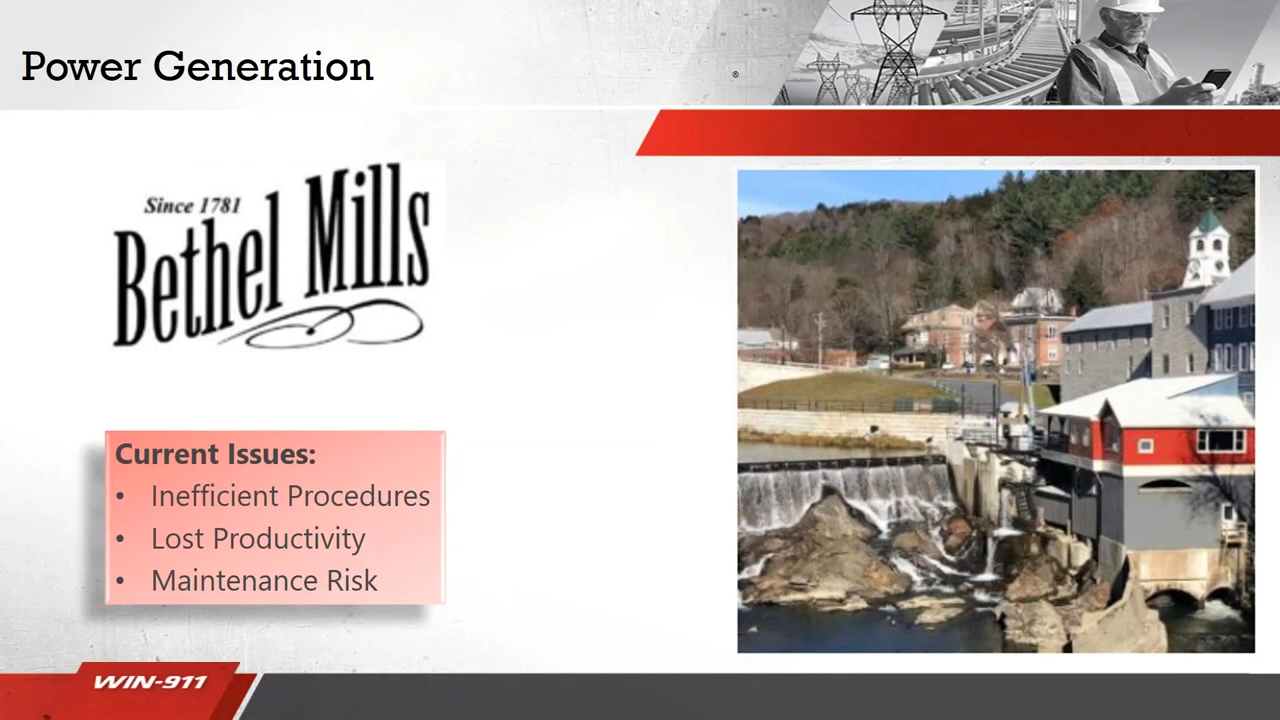 Power Generation
®
Since 1781
Bethel Mills
Current Issues:
• Inefficient Procedures
• Lost Productivity
• Maintenance Risk
WIN-911